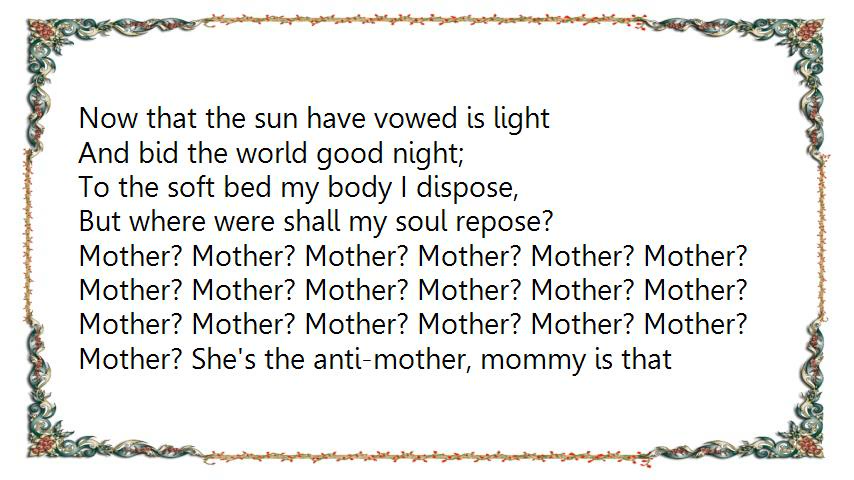 Now that the sun have vowed is light
And bid the world good night;
To the soft bed my body I dispose,
But where were shall my soul repose?
Mother? Mother? Mother? Mother? Mother? Mother?
Mother? Mother? Mother? Mother? Mother? Mother?
Mother? Mother? Mother? Mother? Mother? Mother?
Mother? She's the anti-mother, mommy is that